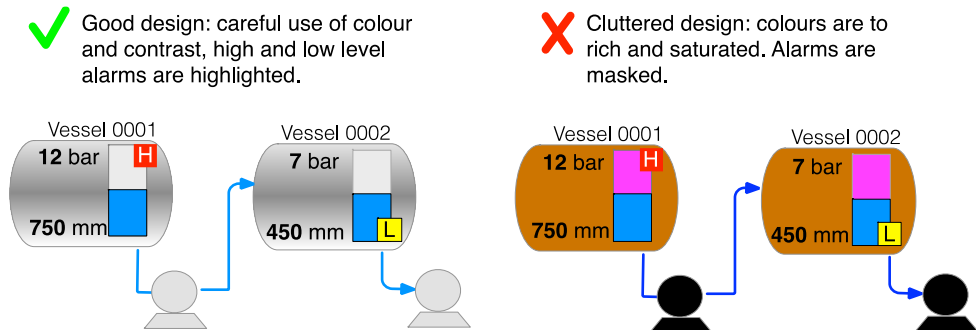 Good design: careful use of colour
and contrast, high and low level
alarms are highlighted.
Cluttered design: colours are to
rich and saturated. Alarms are
masked.
Vessel 0001
12 bar
H
750 mm
Vessel 0002
7 bar
450 mm
L
Vessel 0001
12 bar
H
750 mm
Vessel 0002
7 bar
450 mm
L